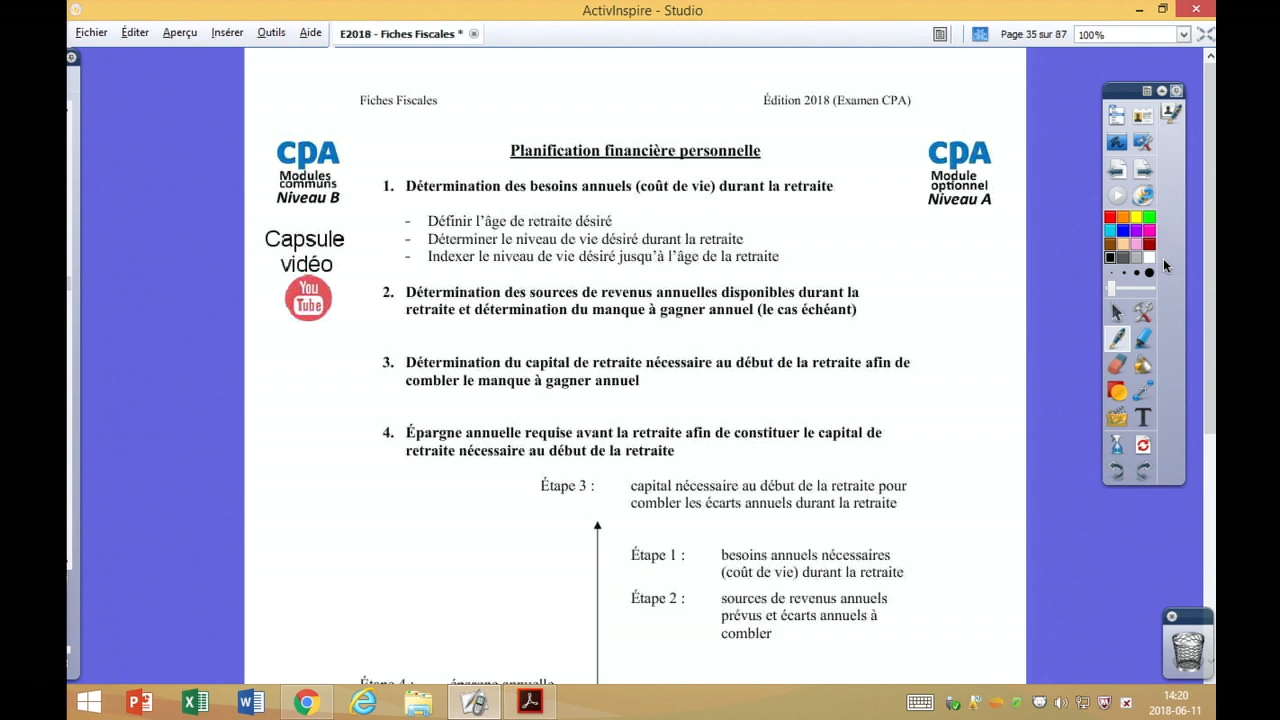 ActivInspire - Studio
Fichier Éditer Aperçu Insérer Outils Aide
E2018 - Fiches Fiscales *
Page 35 sur 87
100%
Fiches Fiscales
Édition 2018 (Examen CPA)
CPA
Modules
communs
Niveau B
Planification financière personnelle
CPA
Module
optionnel
Niveau A
1. Détermination des besoins annuels (coût de vie) durant la retraite
- Définir l'âge de retraite désiré
- Déterminer le niveau de vie désiré durant la retraite
- Indexer le niveau de vie désiré jusqu'à l'âge de la retraite
Capsule
vidéo
You
Tube
2. Détermination des sources de revenus annuelles disponibles durant la
retraite et détermination du manque à gagner annuel (le cas échéant)
3. Détermination du capital de retraite nécessaire au début de la retraite afin de
combler le manque à gagner annuel
4. Épargne annuelle requise avant la retraite afin de constituer le capital de
retraite nécessaire au début de la retraite
Étape 3 : capital nécessaire au début de la retraite pour
combler les écarts annuels durant la retraite
Étape 1 : besoins annuels nécessaires
(coût de vie) durant la retraite
Étape 2 : sources de revenus annuels
prévus et écarts annuels à
combler
Étape 4 : épargne annuelle
14:20
2018-06-11